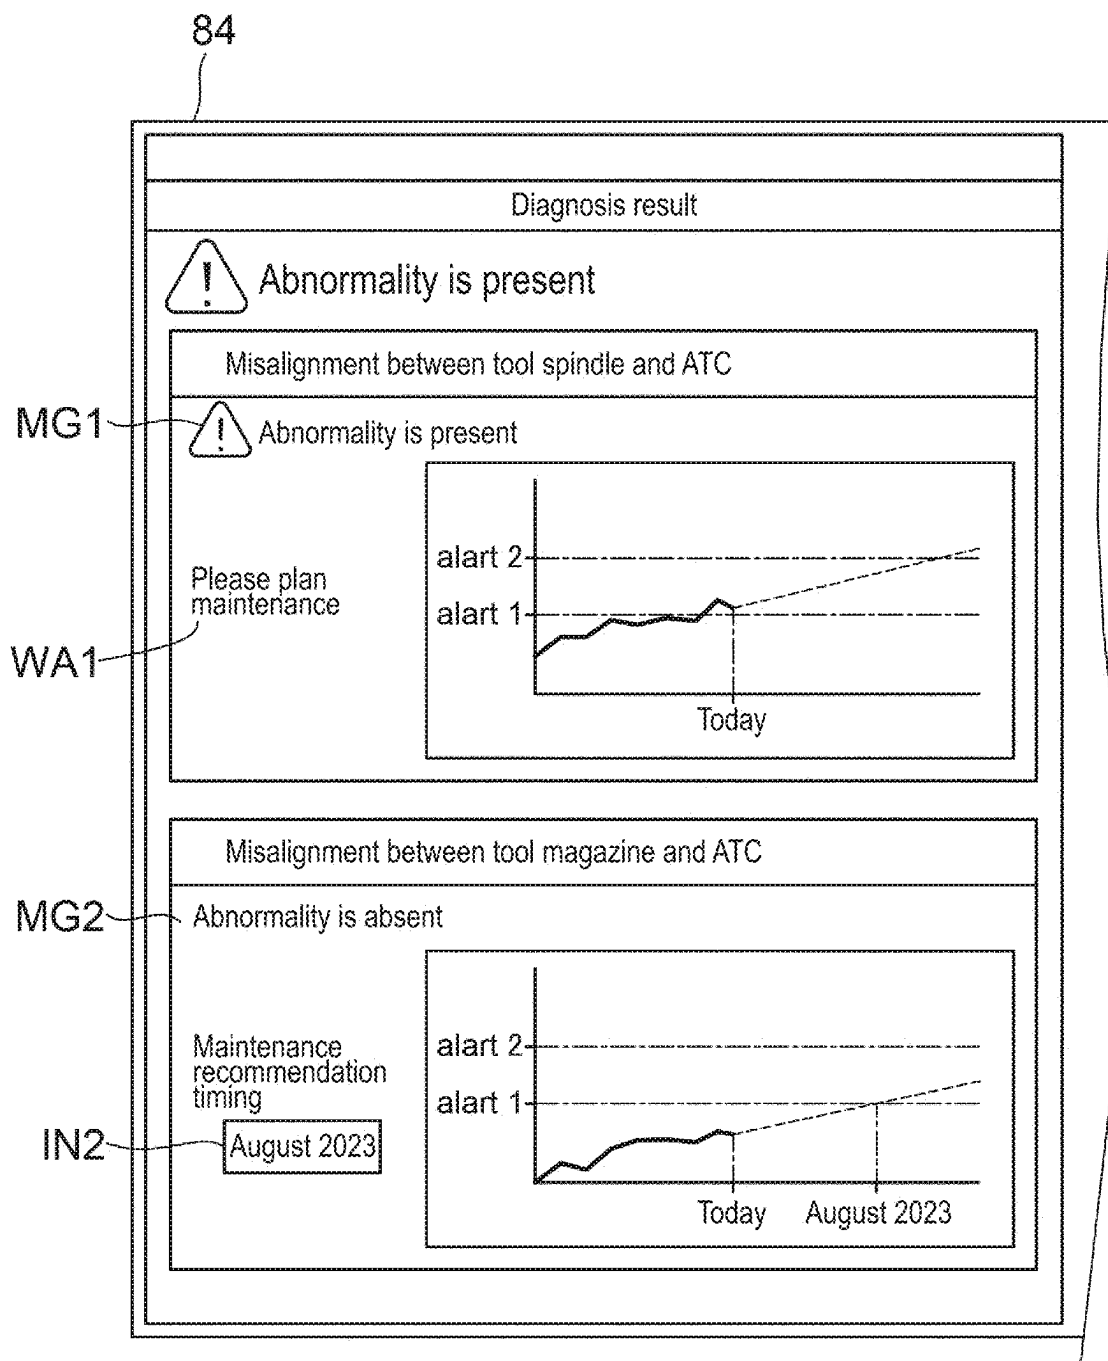 84
Diagnosis result
Abnormality is present
Misalignment between tool spindle and ATC
MG1
Abnormality is present
alart 2
Please plan
maintenance
alart 1
WA1
Today
Misalignment between tool magazine and ATC
MG2
Abnormality is absent
Maintenance
recommendation
timing
alart 2
alart 1
IN2
August 2023
Today
August 2023